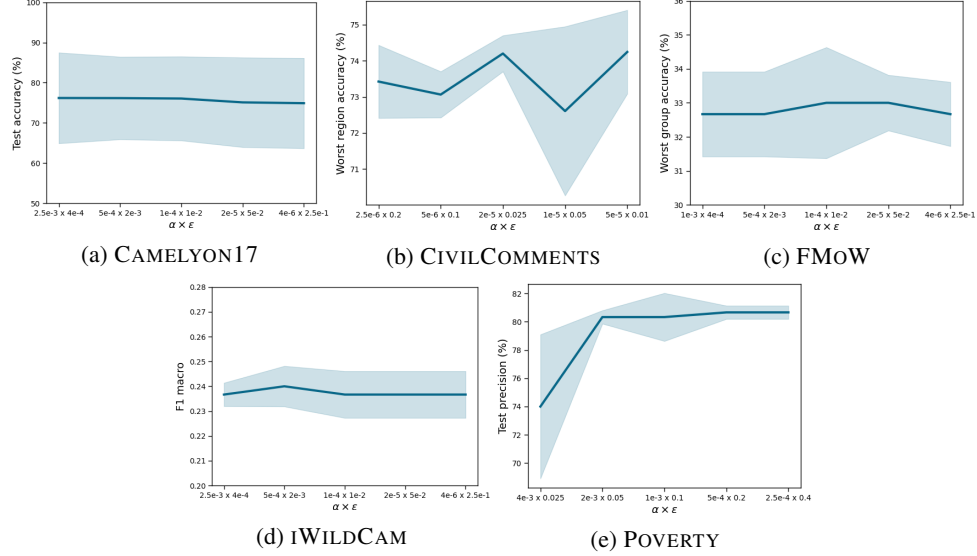 100
90
80
70
60
50
Test accuracy (%)
2.5e-3 x 4e-4 5e-4 x 2e-3 1e-4 x 1e-2 2e-5 x 5e-2 4e-6 x 2.5e-1
α × ε
(a) CAMELYON17
75
74
73
72
71
Worst region accuracy (%)
2.5e-6 x 0.2 5e-6 x 0.1 2e-5 x 0.025 1e-5 x 0.05 5e-5 x 0.01
α × ε
(b) CIVILCOMMENTS
36
35
34
33
32
31
30
Worst group accuracy (%)
1e-3 x 4e-4 5e-4 x 2e-3 1e-4 x 1e-2 2e-5 x 5e-2 4e-6 x 2.5e-1
α × ε
(c) FMOW
0.28
0.27
0.26
0.25
0.24
0.23
0.22
0.21
0.20
F1 macro
2.5e-3 x 4e-4 5e-4 x 2e-3 1e-4 x 1e-2 2e-5 x 5e-2 4e-6 x 2.5e-1
α × ε
(d) IWILDCAM
82
80
78
76
74
72
70
Test precision (%)
4e-3 x 0.025 2e-3 x 0.05 1e-3 x 0.1 5e-4 x 0.2 2.5e-4 x 0.4
α × ε
(e) POVERTY